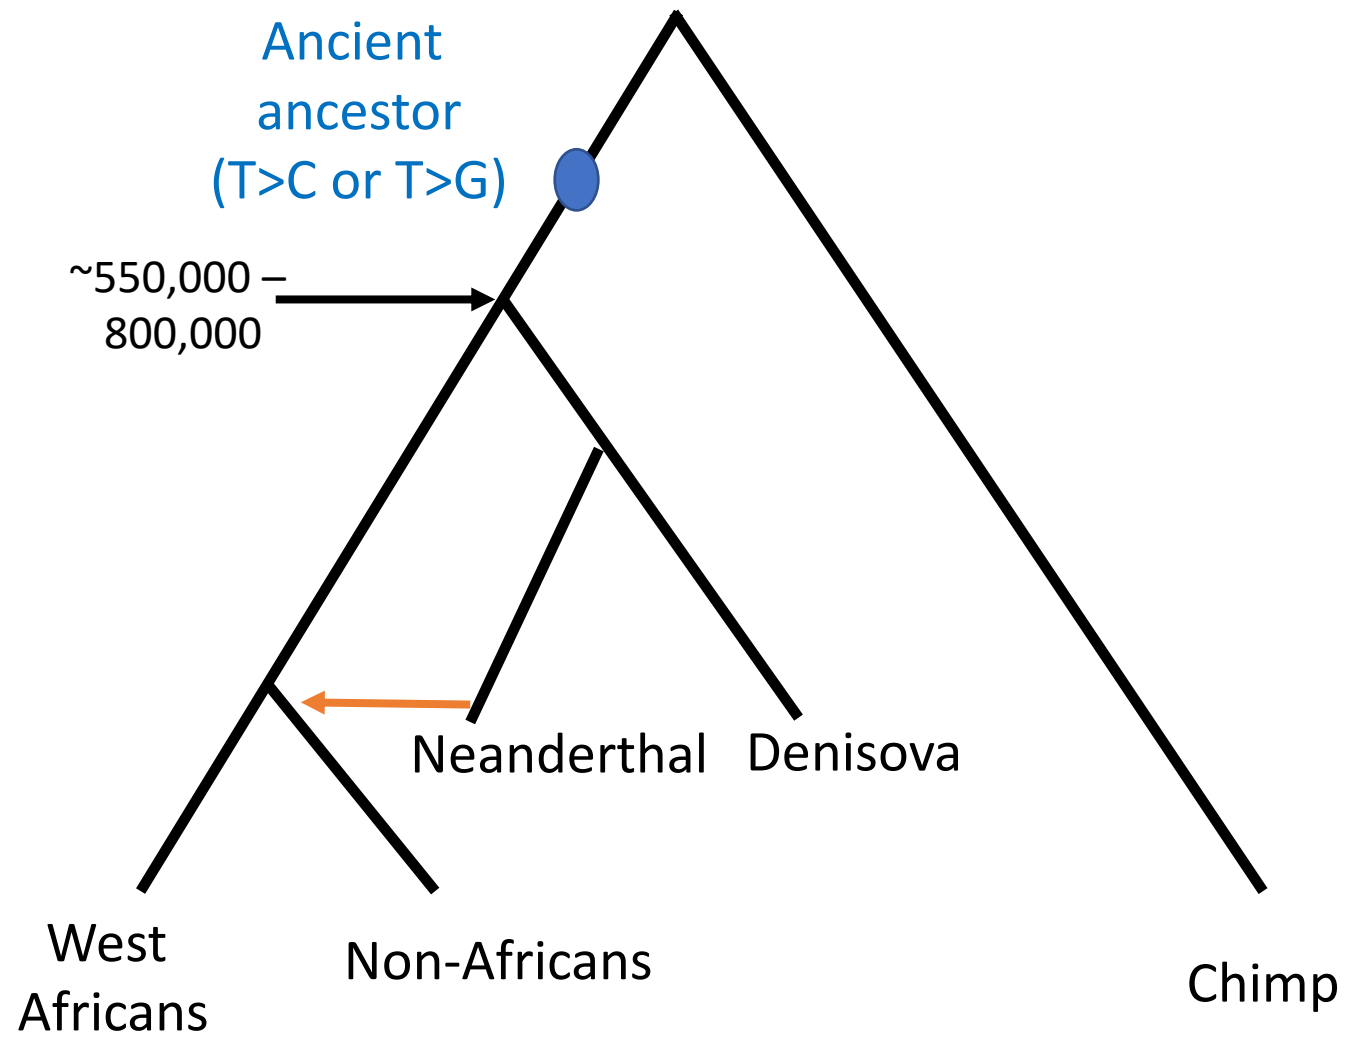 Ancient
ancestor
(T>C or T>G)
~550,000 –
800,000
Neanderthal
Denisova
West
Africans
Non-Africans
Chimp